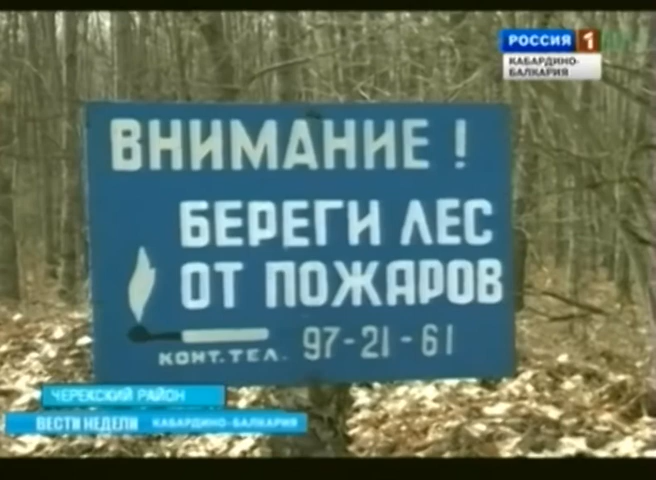 РОССИЯ 1
КАБАРДИНО-
БАЛКАРИЯ
ВНИМАНИЕ !
БЕРЕГИ ЛЕС
ОТ ПОЖАРОВ
КОНТ. ТЕЛ. 97-21-61
ЧЕРЕКСКИЙ РАЙОН
ВЕСТИ НЕДЕЛИ КАБАРДИНО-БАЛКАРИЯ